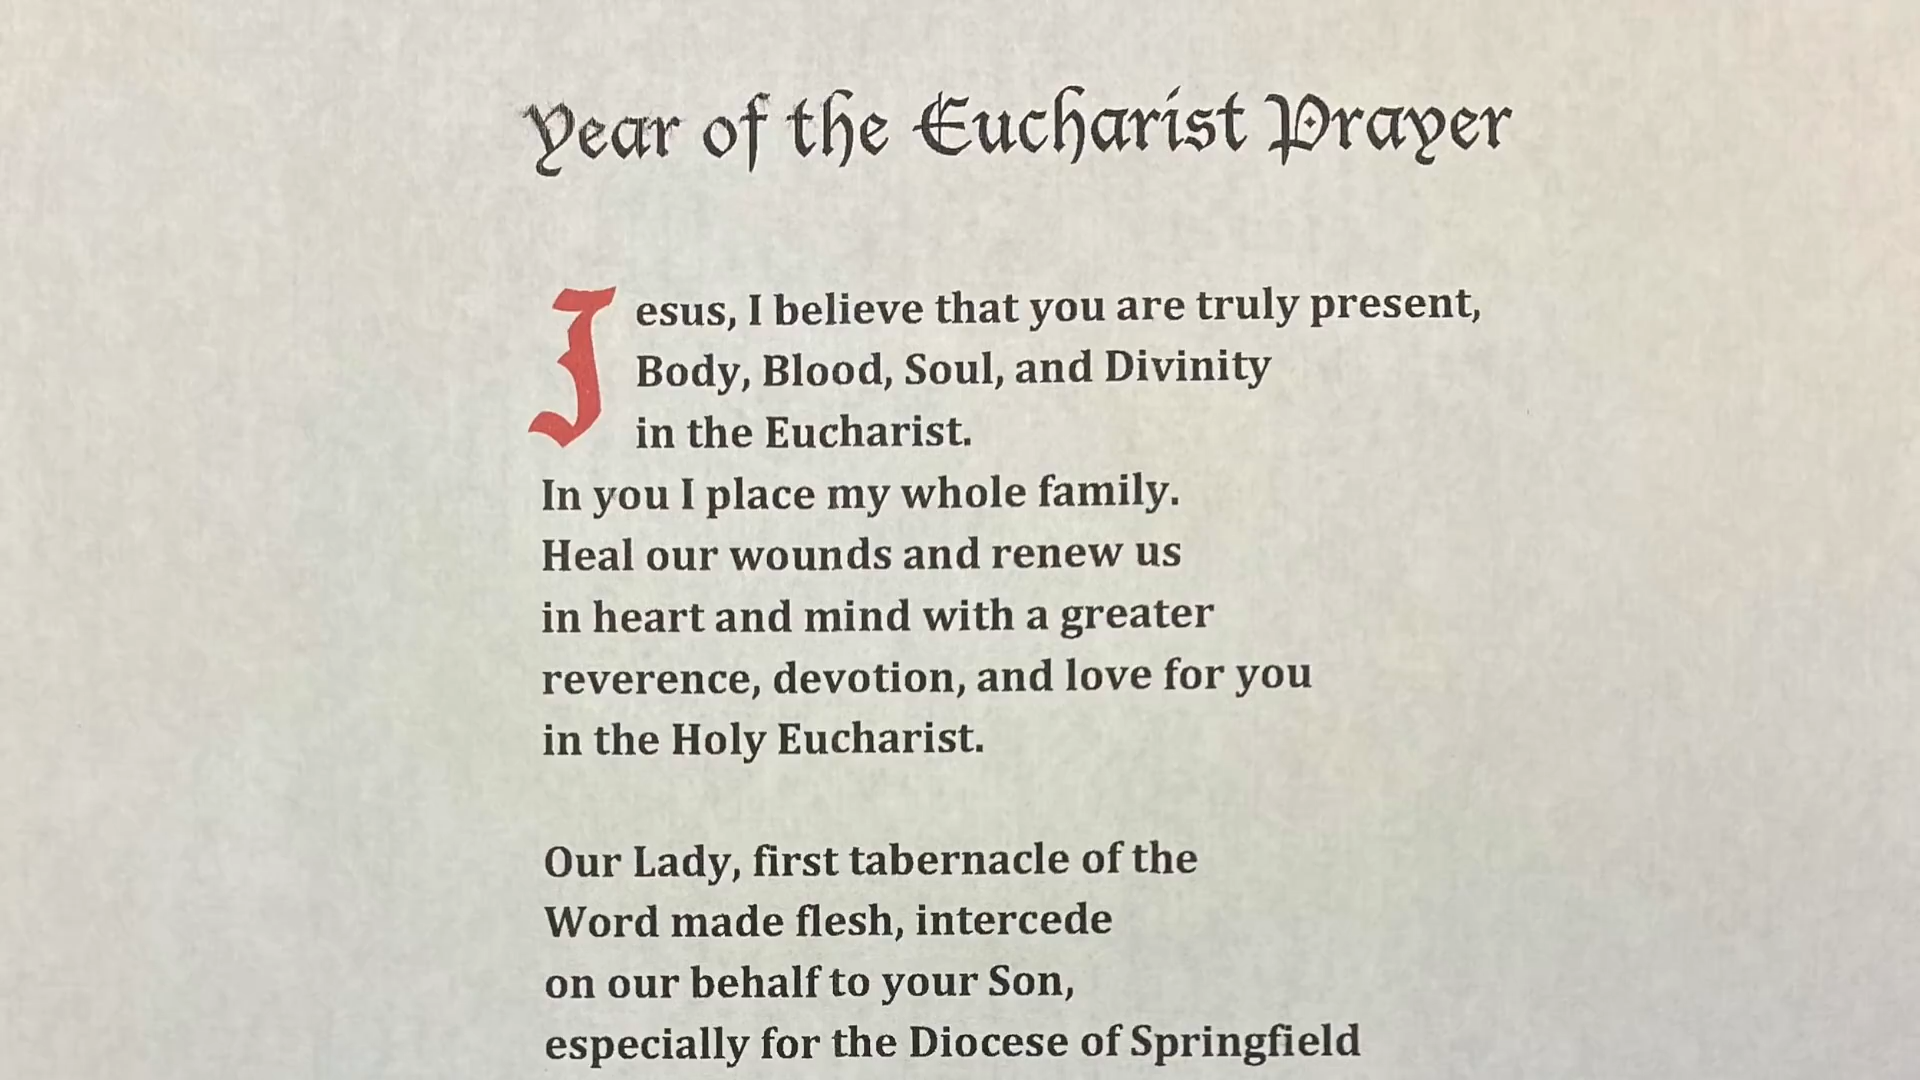 Year of the Eucharist Prayer
Jesus, I believe that you are truly present,
Body, Blood, Soul, and Divinity
in the Eucharist.
In you I place my whole family.
Heal our wounds and renew us
in heart and mind with a greater
reverence, devotion, and love for you
in the Holy Eucharist.
Our Lady, first tabernacle of the
Word made flesh, intercede
on our behalf to your Son,
especially for the Diocese of Springfield